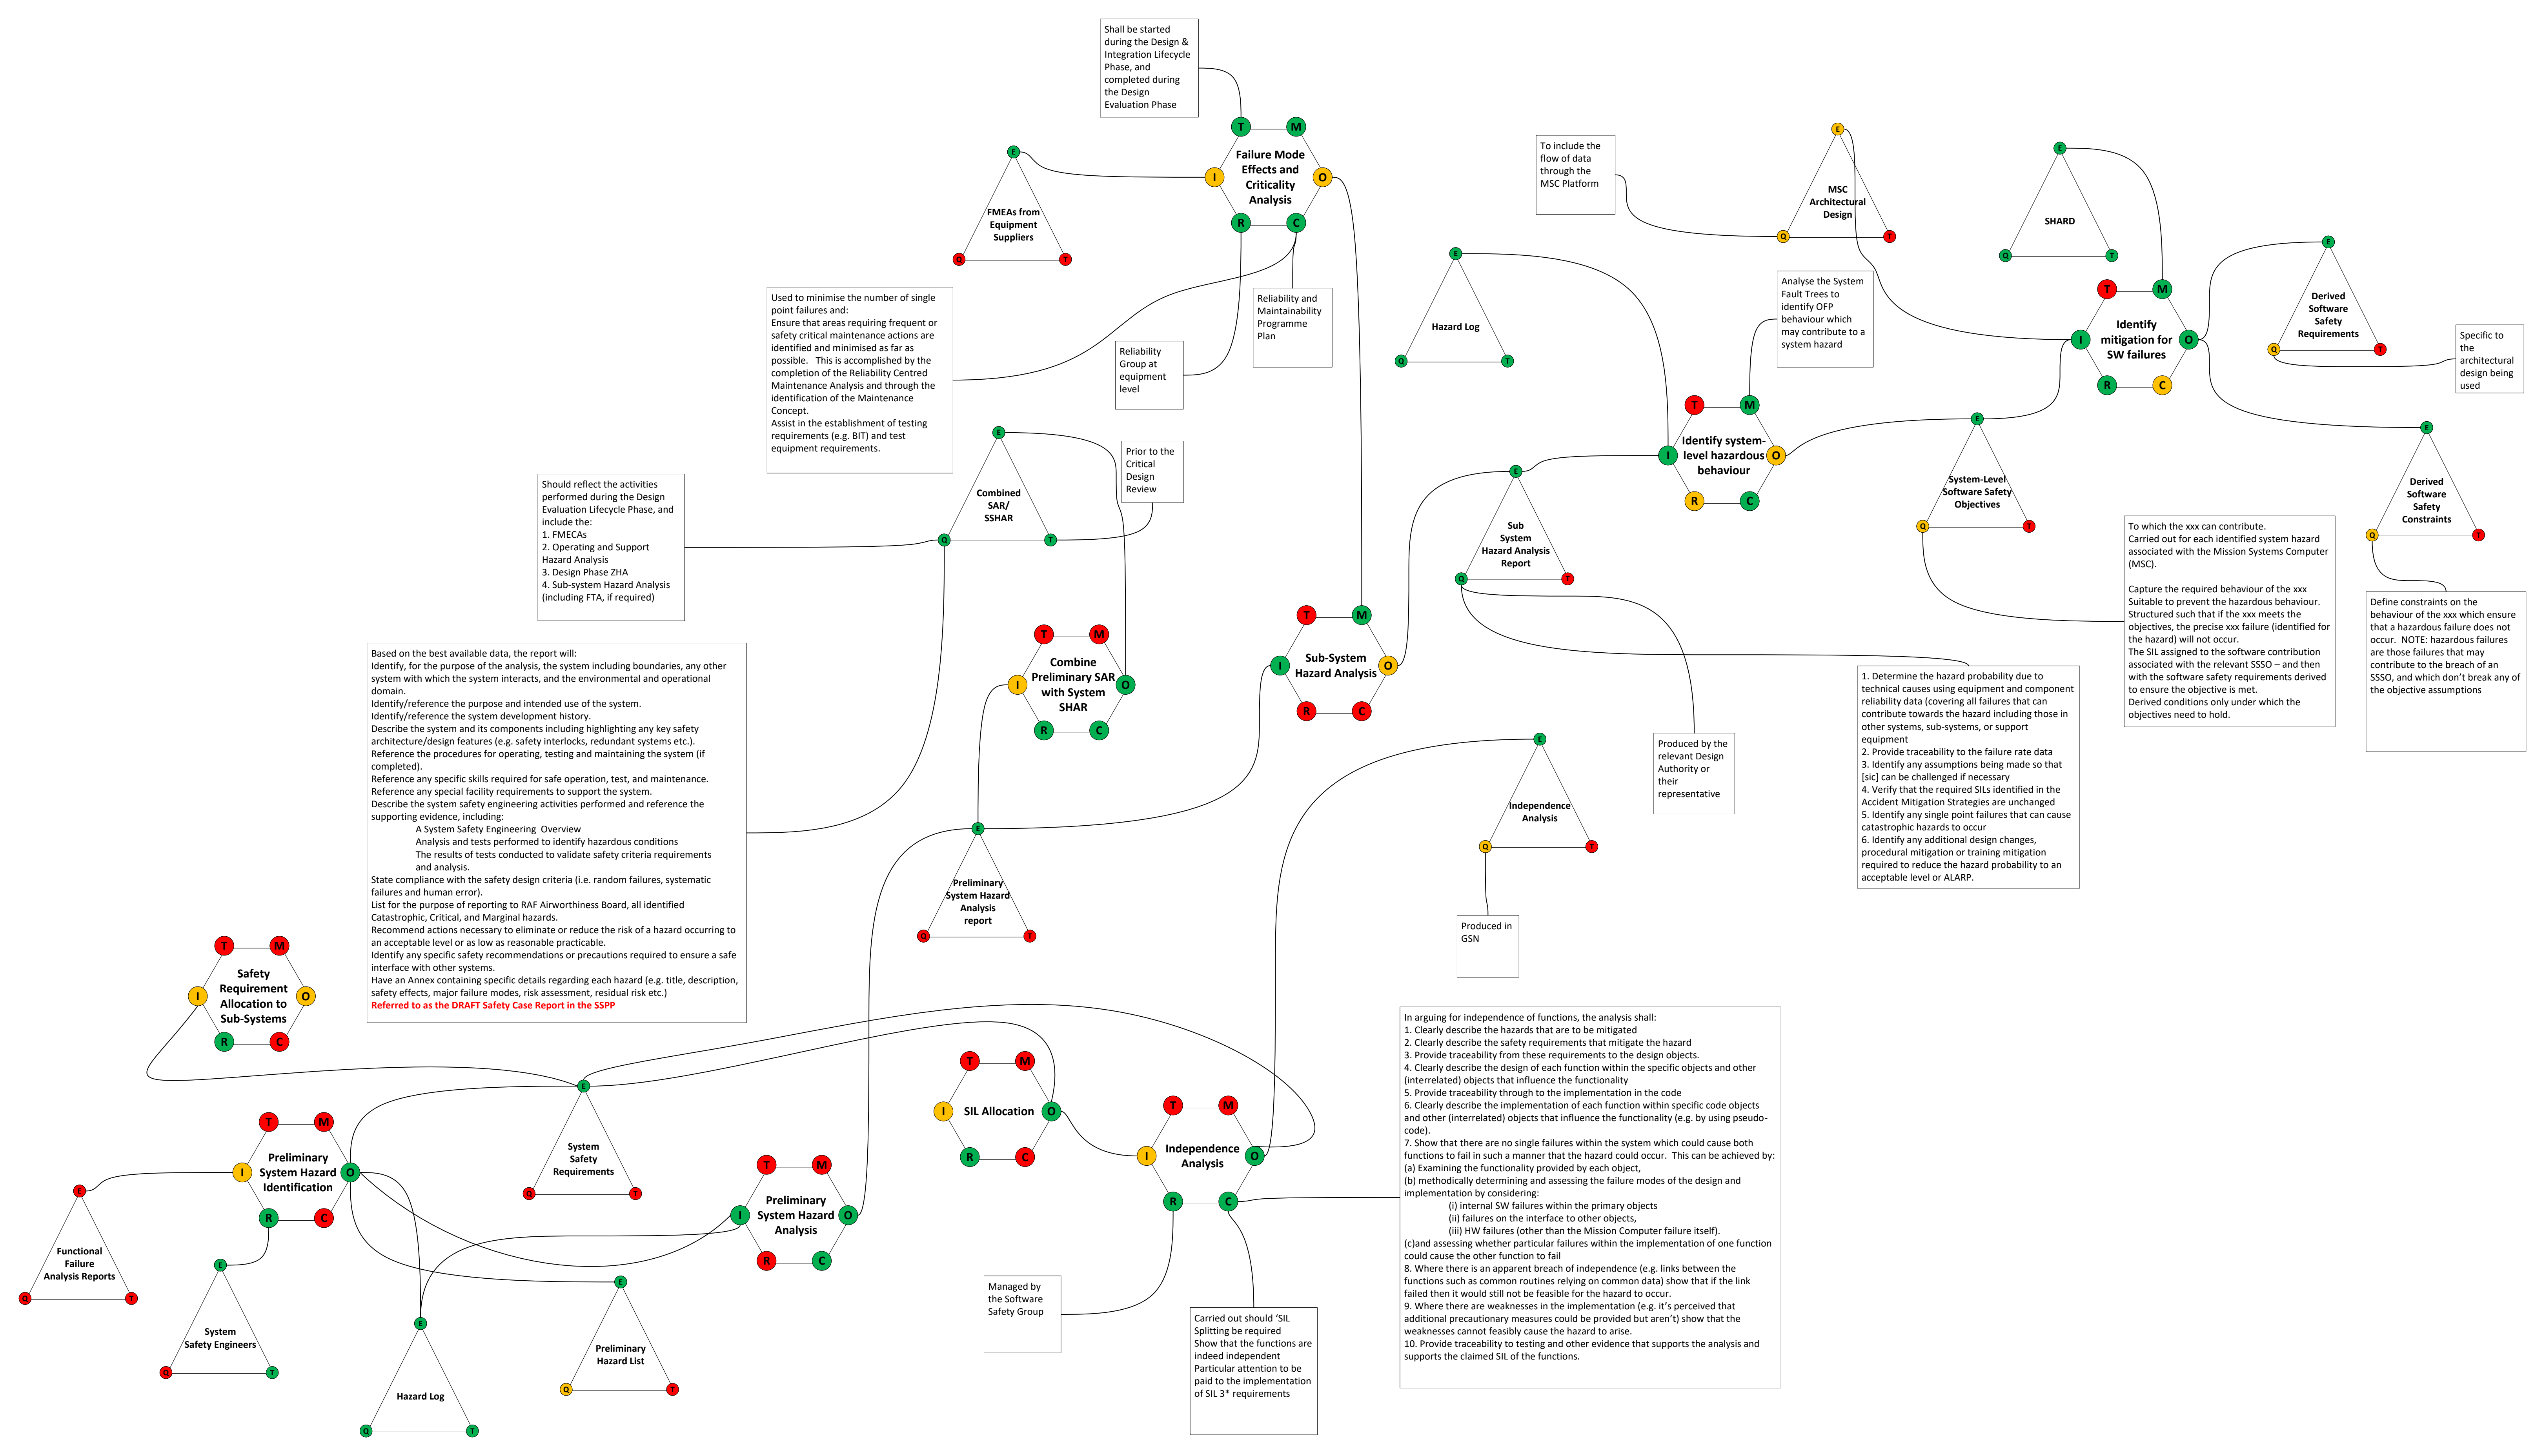 Shall be started
during the Design &
Integration Lifecycle
Phase, and
completed during
the Design
Evaluation Phase
T
M
I
Failure Mode
Effects and
Criticality
Analysis
O
R
C
E
FMEAs from
Equipment
Suppliers
Q
T
To include the
flow of data
through the
MSC Platform
E
MSC
Architectural
Design
Q
T
E
SHARD
Q
T
E
Derived
Software
Safety
Requirements
Q
T
Specific to
the
architectural
design being
used
T
M
I
Identify
mitigation for
SW failures
O
R
C
E
Hazard Log
Q
T
Analyse the System
Fault Trees to
identify OFP
behaviour which
may contribute to a
system hazard
Used to minimise the number of single
point failures and:
Ensure that areas requiring frequent or
safety critical maintenance actions are
identified and minimised as far as
possible. This is accomplished by the
completion of the Reliability Centred
Maintenance Analysis and through the
identification of the Maintenance
Concept.
Assist in the establishment of testing
requirements (e.g. BIT) and test
equipment requirements.
Reliability
Group at
equipment
level
Reliability and
Maintainability
Programme
Plan
T
M
I
Identify system-
level hazardous
behaviour
O
R
C
E
System-Level
Software Safety
Objectives
Q
T
E
Derived
Software
Safety
Constraints
Q
T
E
Combined
SAR/
SSHAR
Q
T
Prior to the
Critical
Design
Review
Should reflect the activities
performed during the Design
Evaluation Lifecycle Phase, and
include the:
1. FMECAs
2. Operating and Support
Hazard Analysis
3. Design Phase ZHA
4. Sub-system Hazard Analysis
(including FTA, if required)
E
Sub
System
Hazard Analysis
Report
Q
T
To which the xxx can contribute.
Carried out for each identified system hazard
associated with the Mission Systems Computer
(MSC).
Capture the required behaviour of the xxx
Suitable to prevent the hazardous behaviour.
Structured such that if the xxx meets the
objectives, the precise xxx failure (identified for
the hazard) will not occur.
The SIL assigned to the software contribution
associated with the relevant SSSO – and then
with the software safety requirements derived
to ensure the objective is met.
Derived conditions only under which the
objectives need to hold.
Define constraints on the
behaviour of the xxx which ensure
that a hazardous failure does not
occur. NOTE: hazardous failures
are those failures that may
contribute to the breach of an
SSSO, and which don't break any of
the objective assumptions
T
M
I
Combine
Preliminary SAR
with System
SHAR
O
R
C
T
M
I
Sub-System
Hazard Analysis
O
R
C
Based on the best available data, the report will:
Identify, for the purpose of the analysis, the system including boundaries, any other
system with which the system interacts, and the environmental and operational
domain.
Identify/reference the purpose and intended use of the system.
Identify/reference the system development history.
Describe the system and its components including highlighting any key safety
architecture/design features (e.g. safety interlocks, redundant systems etc.).
Reference the procedures for operating, testing and maintaining the system (if
completed).
Reference any specific skills required for safe operation, test, and maintenance.
Reference any special facility requirements to support the system.
Describe the system safety engineering activities performed and reference the
supporting evidence, including:
A System Safety Engineering Overview
Analysis and tests performed to identify hazardous conditions
The results of tests conducted to validate safety criteria requirements
and analysis.
State compliance with the safety design criteria (i.e. random failures, systematic
failures and human error).
List for the purpose of reporting to RAF Airworthiness Board, all identified
Catastrophic, Critical, and Marginal hazards.
Recommend actions necessary to eliminate or reduce the risk of a hazard occurring to
an acceptable level or as low as reasonable practicable.
Identify any specific safety recommendations or precautions required to ensure a safe
interface with other systems.
Have an Annex containing specific details regarding each hazard (e.g. title, description,
safety effects, major failure modes, risk assessment, residual risk etc.)
Referred to as the DRAFT Safety Case Report in the SSPP
1. Determine the hazard probability due to
technical causes using equipment and component
reliability data (covering all failures that can
contribute towards the hazard including those in
other systems, sub-systems, or support
equipment
2. Provide traceability to the failure rate data
3. Identify any assumptions being made so that
[sic] can be challenged if necessary
4. Verify that the required SILs identified in the
Accident Mitigation Strategies are unchanged
5. Identify any single point failures that can cause
catastrophic hazards to occur
6. Identify any additional design changes,
procedural mitigation or training mitigation
required to reduce the hazard probability to an
acceptable level or ALARP.
Produced by the
relevant Design
Authority or
their
representative
E
Independence
Analysis
Q
T
Produced in
GSN
E
Preliminary
System Hazard
Analysis
report
Q
T
T
M
I
Safety
Requirement
Allocation to
Sub-Systems
O
R
C
E
System
Safety
Requirements
Q
T
T
M
I
SIL Allocation
O
R
C
T
M
I
Independence
Analysis
O
R
C
In arguing for independence of functions, the analysis shall:
1. Clearly describe the hazards that are to be mitigated
2. Clearly describe the safety requirements that mitigate the hazard
3. Provide traceability from these requirements to the design objects.
4. Clearly describe the design of each function within the specific objects and other
(interrelated) objects that influence the functionality
5. Provide traceability through to the implementation in the code
6. Clearly describe the implementation of each function within specific code objects
and other (interrelated) objects that influence the functionality (e.g. by using pseudo-
code).
7. Show that there are no single failures within the system which could cause both
functions to fail in such a manner that the hazard could occur. This can be achieved by:
(a) Examining the functionality provided by each object,
(b) methodically determining and assessing the failure modes of the design and
implementation by considering:
(i) internal SW failures within the primary objects
(ii) failures on the interface to other objects,
(iii) HW failures (other than the Mission Computer failure itself).
(c)and assessing whether particular failures within the implementation of one function
could cause the other function to fail
8. Where there is an apparent breach of independence (e.g. links between the
functions such as common routines relying on common data) show that if the link
failed then it would still not be feasible for the hazard to occur.
9. Where there are weaknesses in the implementation (e.g. it's perceived that
additional precautionary measures could be provided but aren't) show that the
weaknesses cannot feasibly cause the hazard to arise.
10. Provide traceability to testing and other evidence that supports the analysis and
supports the claimed SIL of the functions.
T
M
I
Preliminary
System Hazard
Identification
O
R
C
T
M
I
Preliminary
System Hazard
Analysis
O
R
C
E
Functional
Failure
Analysis Reports
Q
T
E
System
Safety Engineers
Q
T
E
Hazard Log
Q
T
E
Preliminary
Hazard List
Q
T
Managed by
the Software
Safety Group
Carried out should ‘SIL
Splitting be required
Show that the functions are
indeed independent
Particular attention to be
paid to the implementation
of SIL 3* requirements